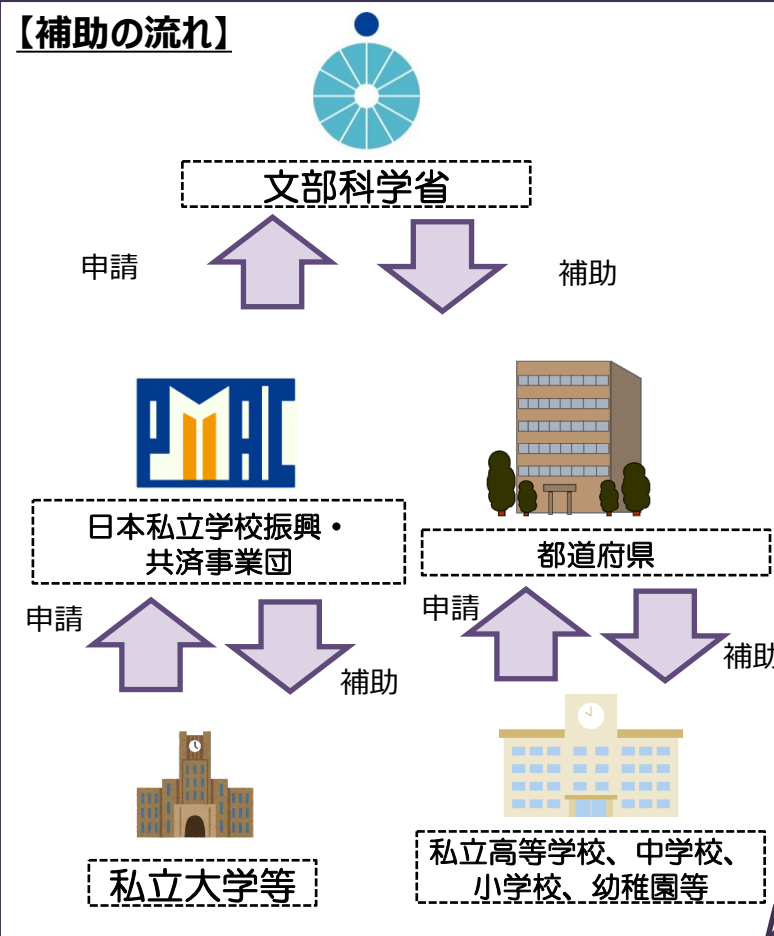 【補助の流れ】
文部科学省
申請
補助
PMAC
日本私立学校振興・
共済事業団
都道府県
申請
補助
申請
補助
私立大学等
私立高等学校、中学校、
小学校、幼稚園等